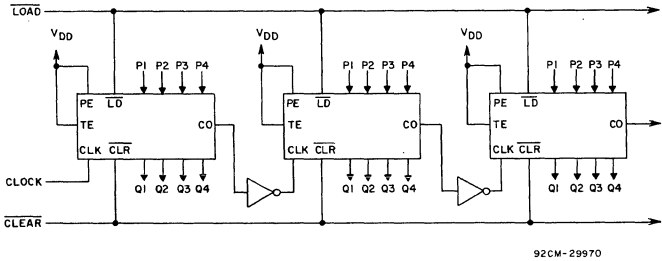 LOAD
VDD VDD VDD
P1 P2 P3 P4 P1 P2 P3 P4 P1 P2 P3 P4
PE LD PE LD PE LD
TE CO TE CO TE CO
CLK CLR CLK CLR CLK CLR
CLOCK
Q1 Q2 Q3 Q4 Q1 Q2 Q3 Q4 Q1 Q2 Q3 Q4
CLEAR
92CM-29970